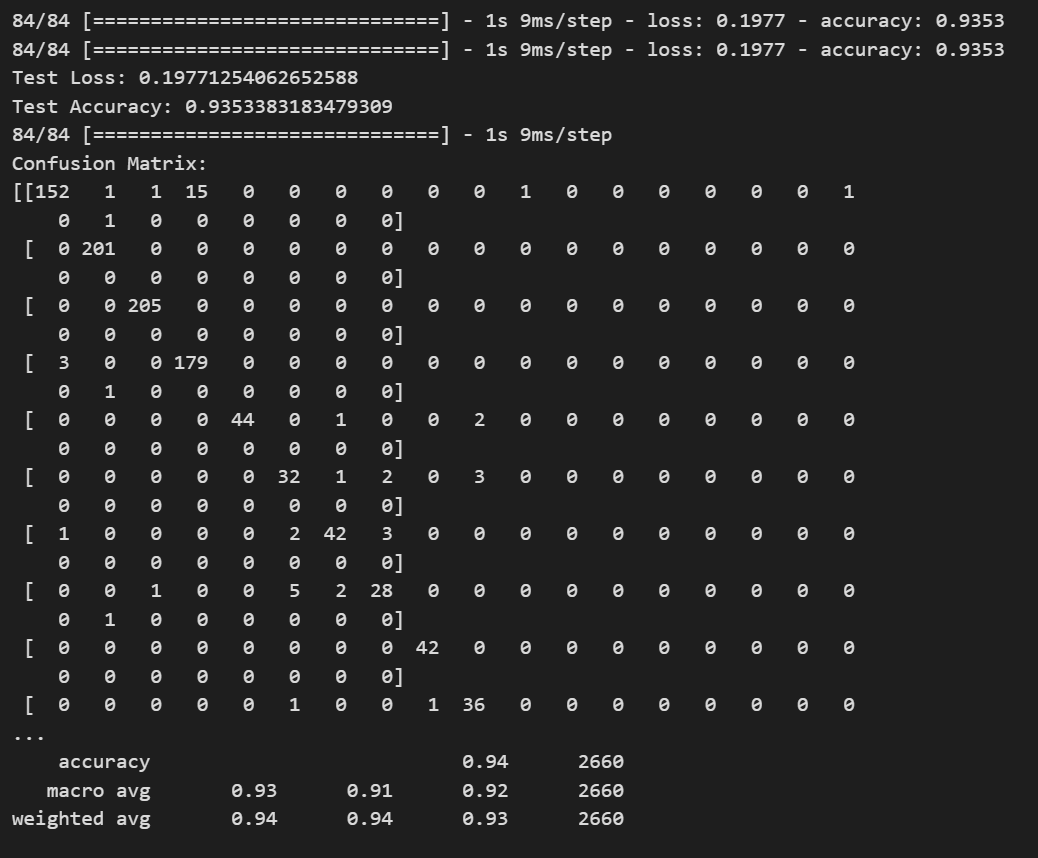 84/84 [==============================] - 1s 9ms/step - loss: 0.1977 - accuracy: 0.9353
84/84 [==============================] - 1s 9ms/step - loss: 0.1977 - accuracy: 0.9353
Test Loss: 0.19771254062652588
Test Accuracy: 0.9353383183479309
84/84 [==============================] - 1s 9ms/step
Confusion Matrix:
[[152   1   1  15   0   0   0   0   0   0   1   0   0   0   0   0   0   1
    0   1   0   0   0   0   0   0]
 [  0 201   0   0   0   0   0   0   0   0   0   0   0   0   0   0   0   0
    0   0   0   0   0   0   0   0]
 [  0   0 205   0   0   0   0   0   0   0   0   0   0   0   0   0   0   0
    0   0   0   0   0   0   0   0]
 [  3   0   0 179   0   0   0   0   0   0   0   0   0   0   0   0   0   0
    0   1   0   0   0   0   0   0]
 [  0   0   0   0  44   0   1   0   0   2   0   0   0   0   0   0   0   0
    0   0   0   0   0   0   0   0]
 [  0   0   0   0   0  32   1   2   0   3   0   0   0   0   0   0   0   0
    0   0   0   0   0   0   0   0]
 [  1   0   0   0   0   2  42   3   0   0   0   0   0   0   0   0   0   0
    0   0   0   0   0   0   0   0]
 [  0   0   1   0   0   5   2  28   0   0   0   0   0   0   0   0   0   0
    0   1   0   0   0   0   0   0]
 [  0   0   0   0   0   0   0   0  42   0   0   0   0   0   0   0   0   0
    0   0   0   0   0   0   0   0]
 [  0   0   0   0   0   1   0   0   1  36   0   0   0   0   0   0   0   0
...
    accuracy                           0.94      2660
   macro avg       0.93      0.91      0.92      2660
weighted avg       0.94      0.94      0.93      2660